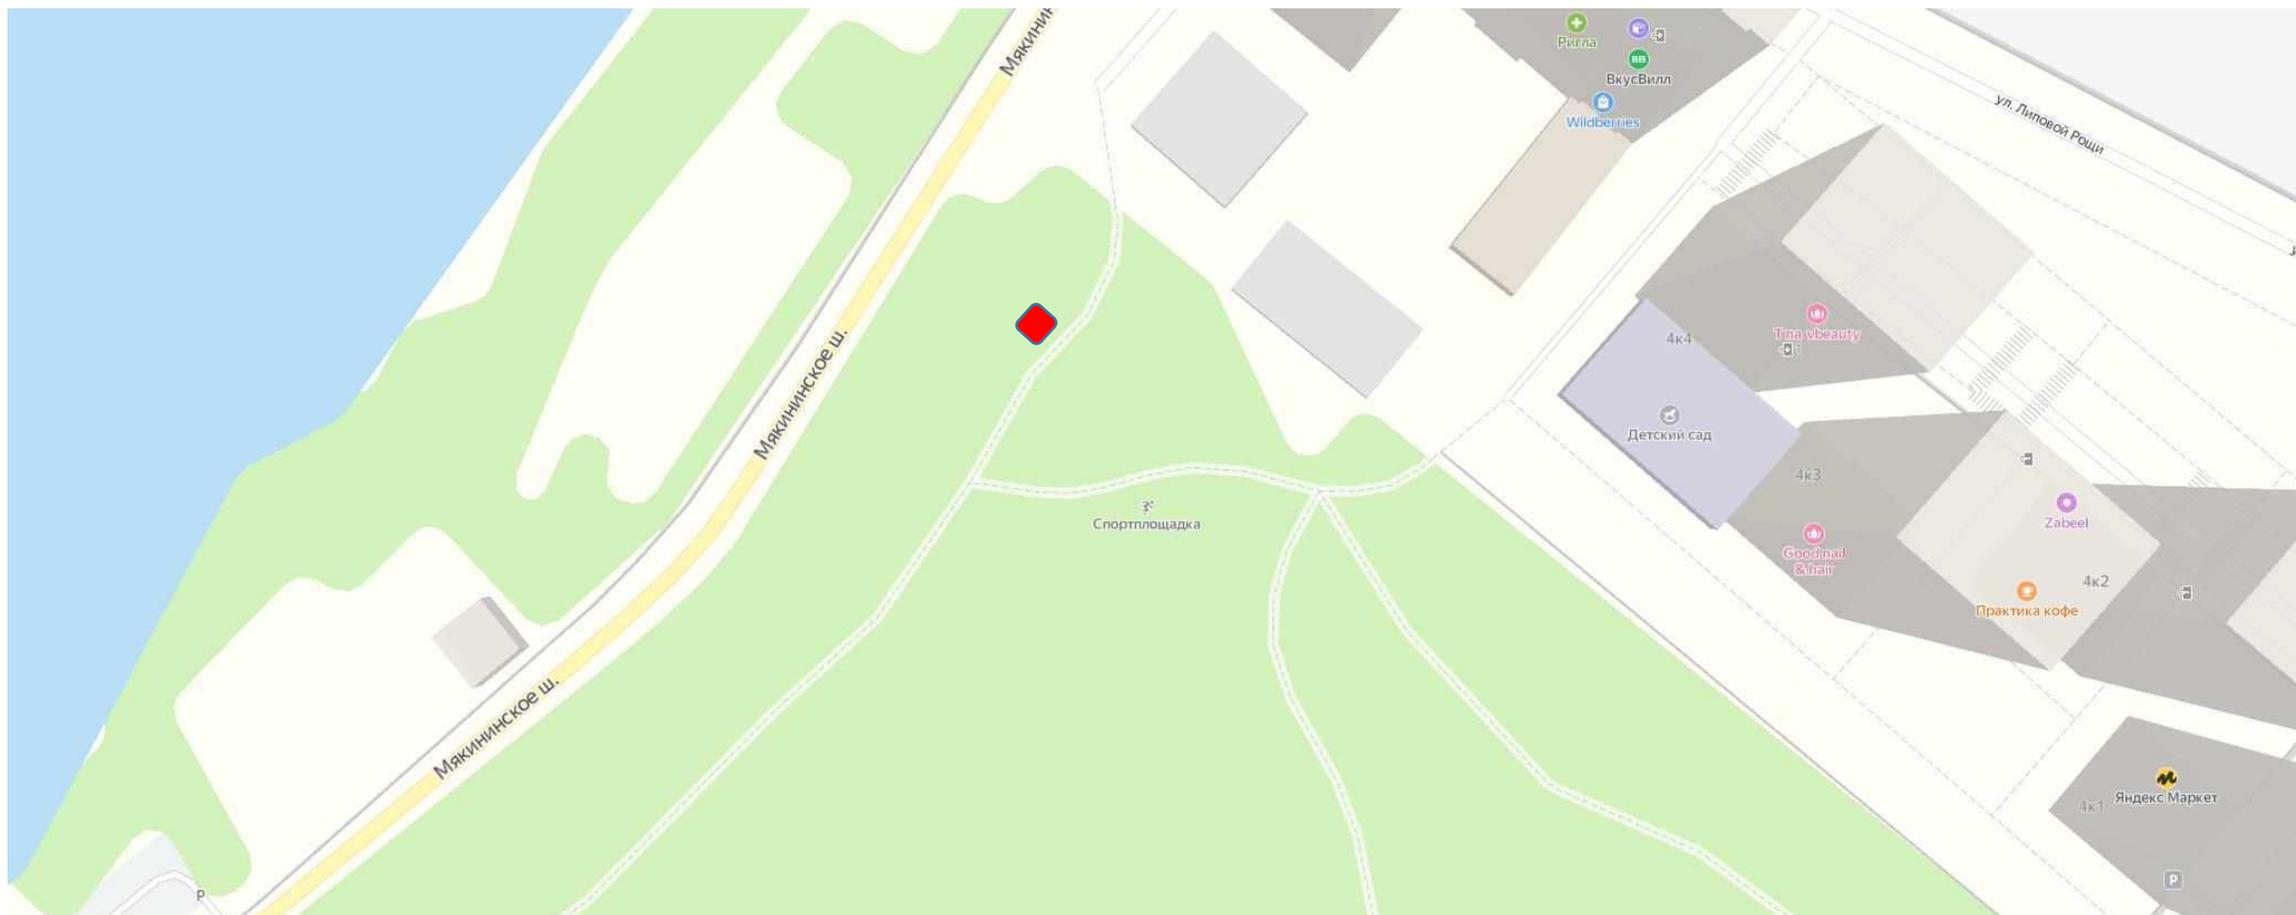 Мякининское ш.
Ригла
ВкусВилл
Wildberries
ул. Липовой Рощи
4к4
Tina vbeauty
Мякининское ш.
Детский сад
4к3
Спортплощадка
Zabeel
Good nail
& hair
4к2
Практика кофе
Мякининское ш.
4к1
Яндекс Маркет
P
P